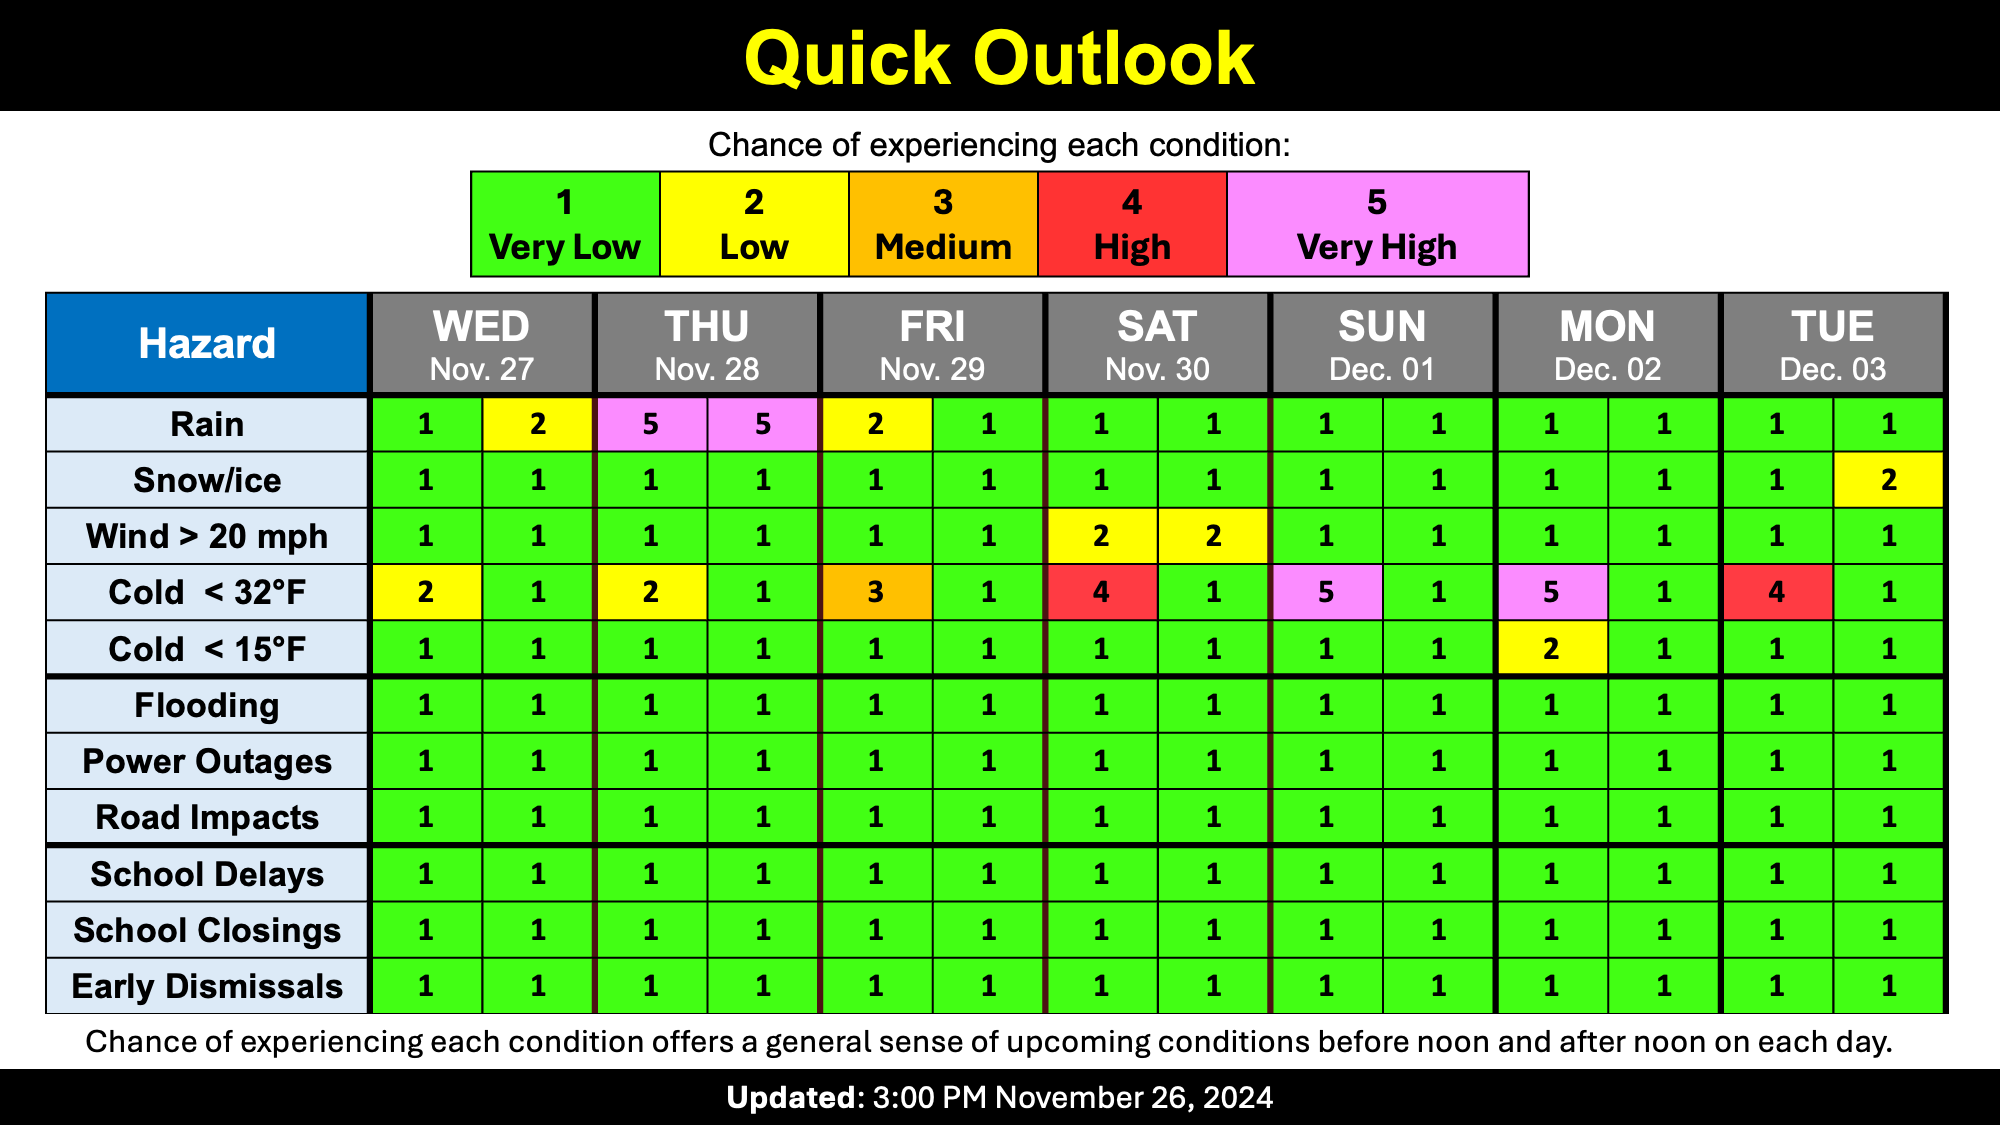 Quick Outlook
Chance of experiencing each condition:
1 2 3 4 5
Very Low Low Medium High Very High
Hazard WED THU FRI SAT SUN MON TUE
Nov. 27 Nov. 28 Nov. 29 Nov. 30 Dec. 01 Dec. 02 Dec. 03
Rain 1 2 5 5 2 1 1 1 1 1 1 1 1 1
Snow/ice 1 1 1 1 1 1 1 1 1 1 1 1 1 2
Wind > 20 mph 1 1 1 1 1 1 2 2 1 1 1 1 1 1
Cold < 32°F 2 1 2 1 3 1 4 1 5 1 5 1 4 1
Cold < 15°F 1 1 1 1 1 1 1 1 1 1 2 1 1 1
Flooding 1 1 1 1 1 1 1 1 1 1 1 1 1 1
Power Outages 1 1 1 1 1 1 1 1 1 1 1 1 1 1
Road Impacts 1 1 1 1 1 1 1 1 1 1 1 1 1 1
School Delays 1 1 1 1 1 1 1 1 1 1 1 1 1 1
School Closings 1 1 1 1 1 1 1 1 1 1 1 1 1 1
Early Dismissals 1 1 1 1 1 1 1 1 1 1 1 1 1 1
Chance of experiencing each condition offers a general sense of upcoming conditions before noon and after noon on each day.
Updated: 3:00 PM November 26, 2024